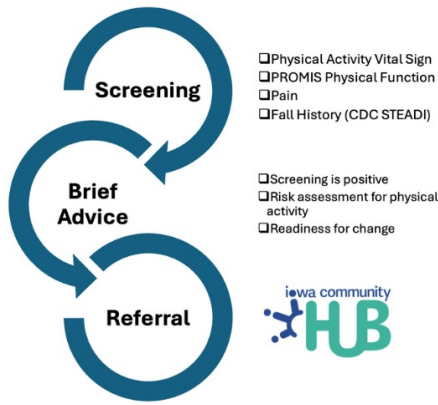 Screening
❑Physical Activity Vital Sign
❑PROMIS Physical Function
❑Pain
❑Fall History (CDC STEADI)
Brief
Advice
❑Screening is positive
❑Risk assessment for physical
activity
❑Readiness for change
Referral
iowa community
HUB